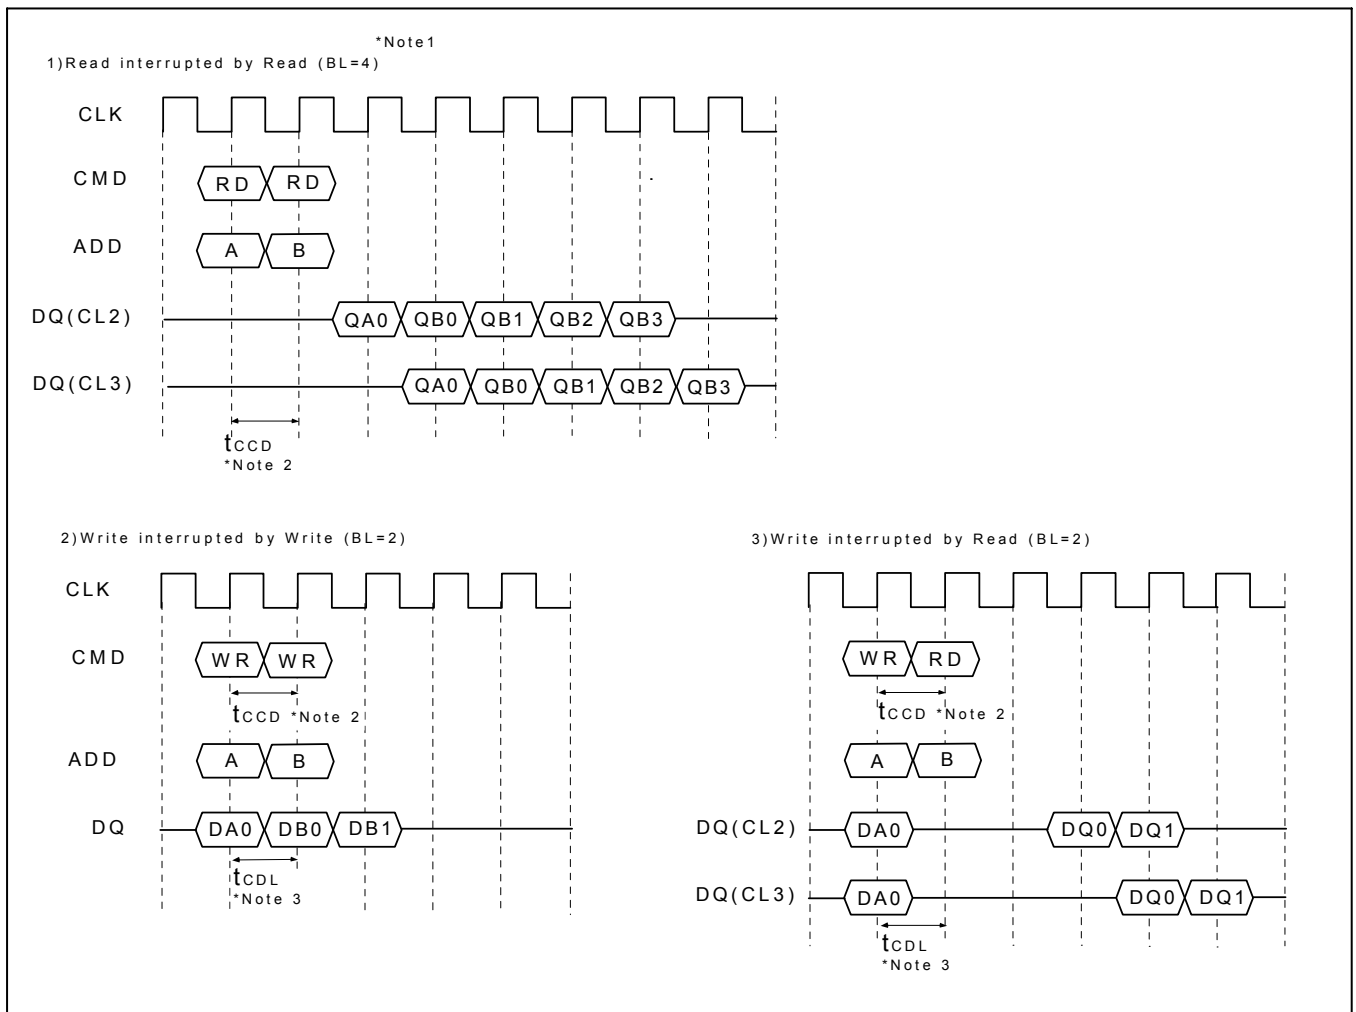 *Note1
1)Read interrupted by Read (BL=4)
CLK
CMD RD RD
ADD A B
DQ(CL2) QA0 QB0 QB1 QB2 QB3
DQ(CL3) QA0 QB0 QB1 QB2 QB3
tCCD
*Note 2
2)Write interrupted by Write (BL=2)
CLK
CMD WR WR
tCCD *Note 2
ADD A B
DQ DA0 DB0 DB1
tCDL
*Note 3
3)Write interrupted by Read (BL=2)
WR RD
tCCD *Note 2
A B
DQ(CL2) DA0 DQ0 DQ1
DQ(CL3) DA0 DQ0 DQ1
tCDL
*Note 3